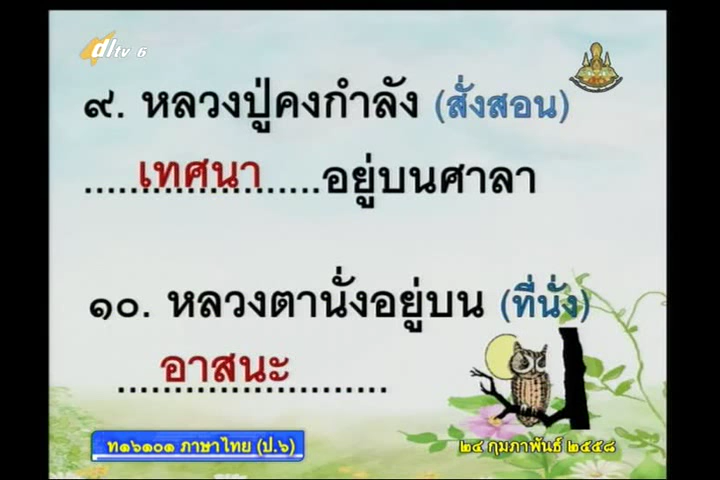 dltv 6
๙. หลวงปู่คงกำลัง (สั่งสอน)
.....เทศนา.....อยู่บนศาลา
๑๐. หลวงตานั่งอยู่บน (ที่นั่ง)
.....อาสนะ.....
ท๑๖๑๐๑ ภาษาไทย (ป.๖)
๒๔ กุมภาพันธ์ ๒๕๕๘